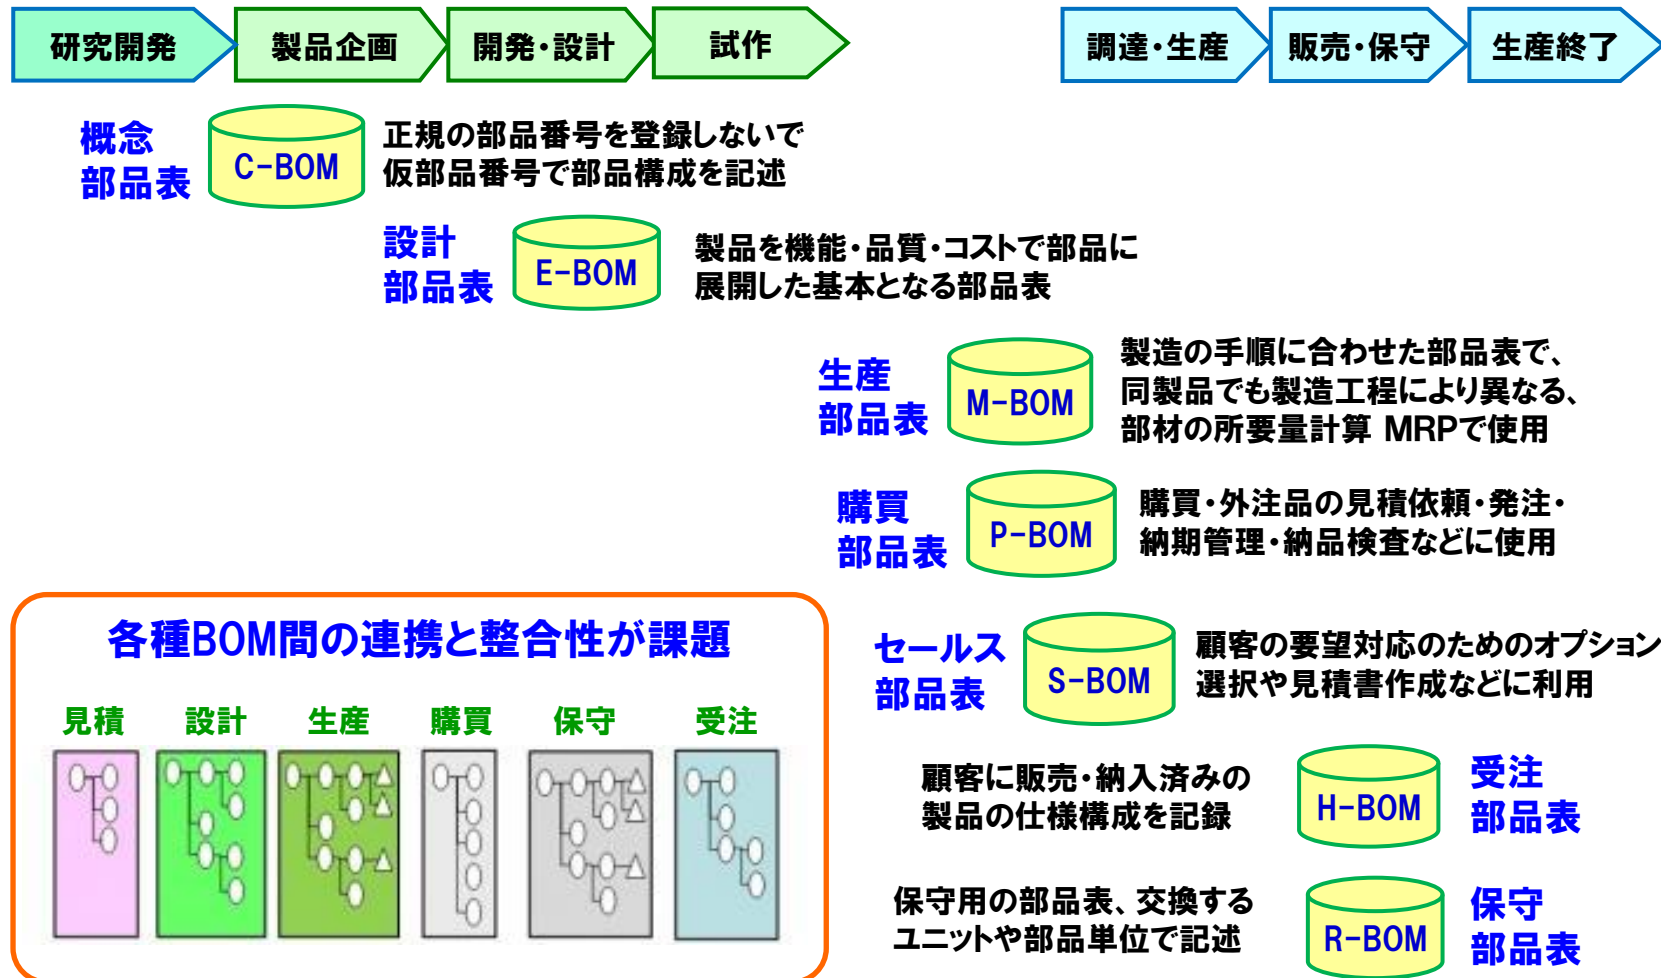 研究開発
製品企画
開発・設計
試作
調達・生産
販売・保守
生産終了
概念
部品表
C-BOM
正規の部品番号を登録しないで
仮部品番号で部品構成を記述
設計
部品表
E-BOM
製品を機能・品質・コストで部品に
展開した基本となる部品表
生産
部品表
M-BOM
製造の手順に合わせた部品表で、
同製品でも製造工程により異なる、
部材の所要量計算 MRPで使用
購買
部品表
P-BOM
購買・外注品の見積依頼・発注・
納期管理・納品検査などに使用
各種BOM間の連携と整合性が課題
見積
設計
生産
購買
保守
受注
セールス
部品表
S-BOM
顧客の要望対応のためのオプション
選択や見積書作成などに利用
顧客に販売・納入済みの
製品の仕様構成を記録
H-BOM
受注
部品表
保守用の部品表、交換する
ユニットや部品単位で記述
R-BOM
保守
部品表